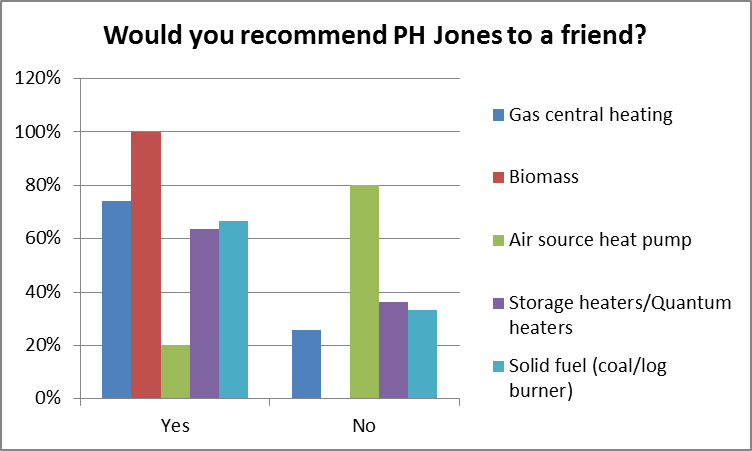 Would you recommend PH Jones to a friend?
120%
100%
80%
60%
40%
20%
0%
Yes
No
Gas central heating
Biomass
Air source heat pump
Storage heaters/Quantum
heaters
Solid fuel (coal/log
burner)